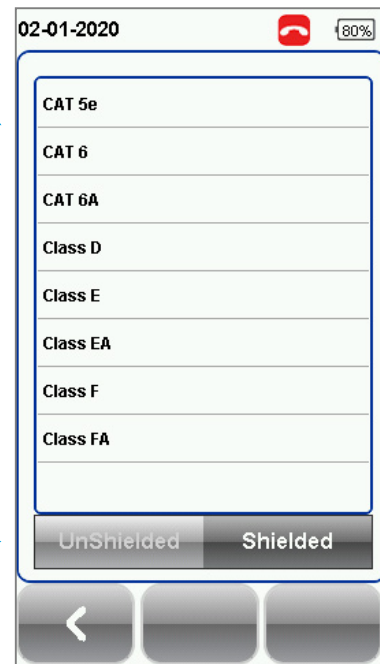 02-01-2020 80%
CAT 5e
CAT 6
CAT 6A
Class D
Class E
Class EA
Class F
Class FA
UnShielded Shielded